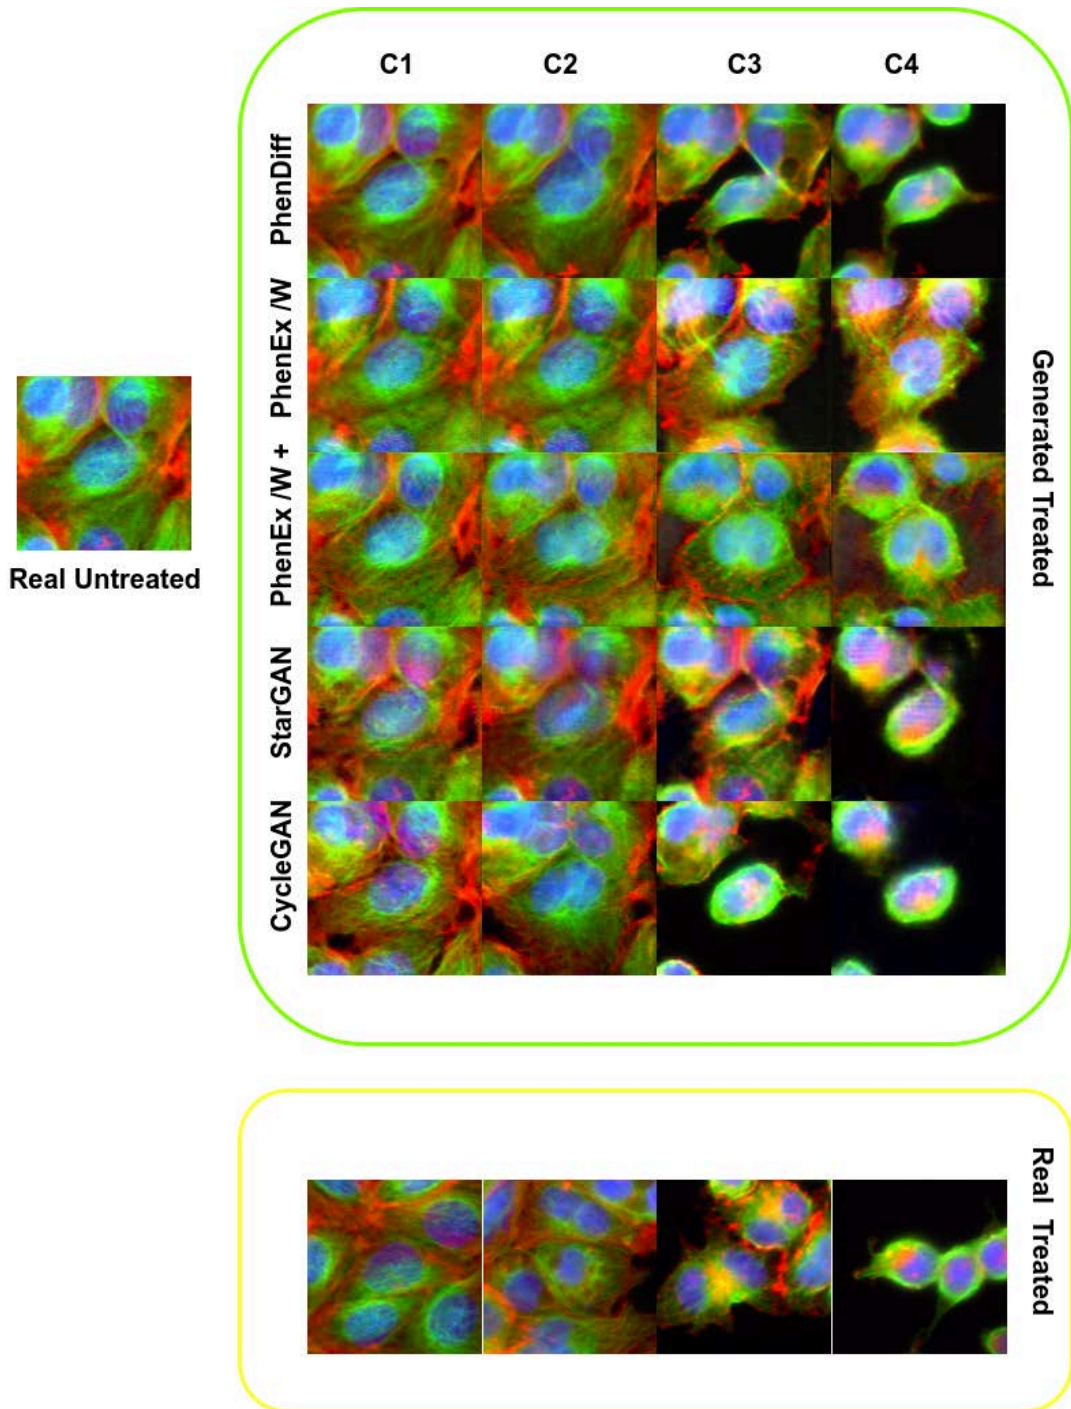 C1 C2 C3 C4
PhenDiff
PhenEx /W
PhenEx /W +
StarGAN
CycleGAN
Real Untreated
Generated Treated
Real Treated